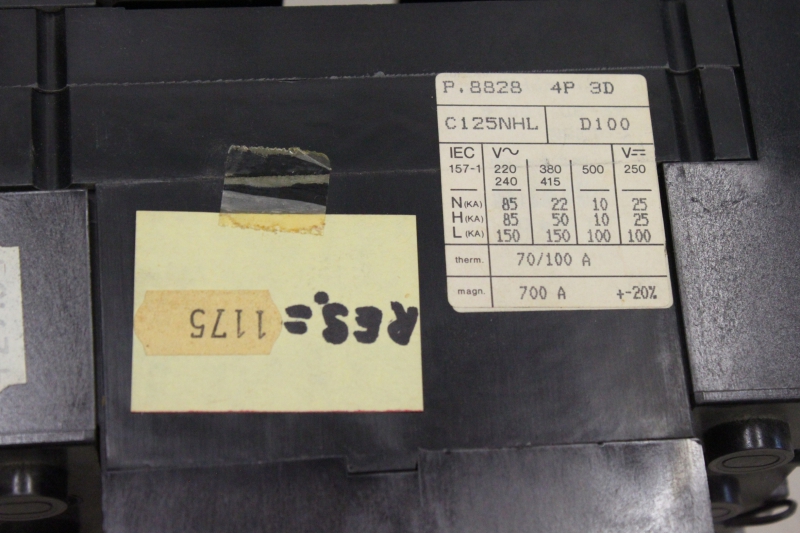 P.8828 4P 3D
C125NHL D100
IEC V~ V⎓
157-1 220 380 500 250
240 415
N(KA) 85 22 10 25
H(KA) 85 50 10 25
L(KA) 150 150 100 100
therm. 70/100 A
magn. 700 A +-20%
RES.= 1175